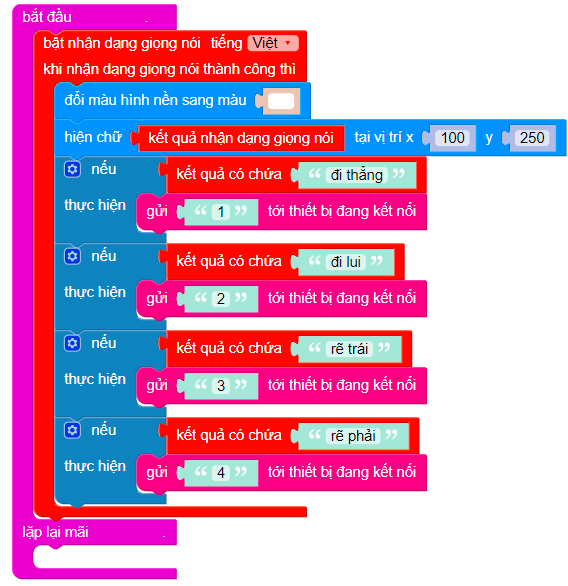 bắt đầu .
bật nhận dạng giọng nói tiếng Việt
khi nhận dạng giọng nói thành công thì
đổi màu hình nền sang màu
hiện chữ kết quả nhận dạng giọng nói tại vị trí x 100 y 250
nếu kết quả có chứa “ đi thẳng ”
thực hiện gửi “ 1 ” tới thiết bị đang kết nối
nếu kết quả có chứa “ đi lui ”
thực hiện gửi “ 2 ” tới thiết bị đang kết nối
nếu kết quả có chứa “ rẽ trái ”
thực hiện gửi “ 3 ” tới thiết bị đang kết nối
nếu kết quả có chứa “ rẽ phải ”
thực hiện gửi “ 4 ” tới thiết bị đang kết nối
lặp lại mãi .